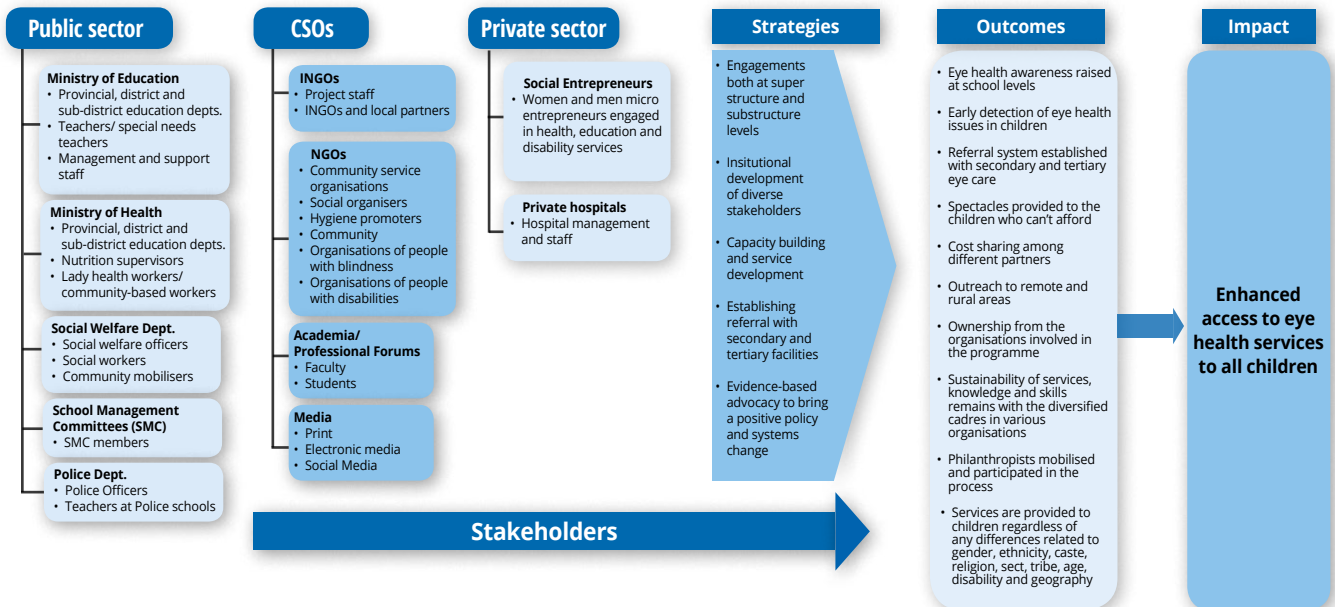 Public sector
Ministry of Education
• Provincial, district and
sub-district education depts.
• Teachers/ special needs
teachers
• Management and support
staff
Ministry of Health
• Provincial, district and
sub-district education depts.
• Nutrition supervisors
• Lady health workers/
community-based workers
Social Welfare Dept.
• Social welfare officers
• Social workers
• Community mobilisers
School Management
Committees (SMC)
• SMC members
Police Dept.
• Police Officers
• Teachers at Police schools
CSOs
INGOs
• Project staff
• INGOs and local partners
NGOs
• Community service
organisations
• Social organisers
• Hygiene promoters
• Community
• Organisations of people
with blindness
• Organisations of people
with disabilities
Academia/
Professional Forums
• Faculty
• Students
Media
• Print
• Electronic media
• Social Media
Private sector
Social Entrepreneurs
• Women and men micro
entrepreneurs engaged
in health, education and
disability services
Private hospitals
• Hospital management
and staff
Stakeholders
Strategies
• Engagements
both at super
structure and
substructure
levels
• Insitutional
development
of diverse
stakeholders
• Capacity building
and service
development
• Establishing
referral with
secondary and
tertiary facilities
• Evidence-based
advocacy to bring
a positive policy
and systems
change
Outcomes
• Eye health awareness raised
at school levels
• Early detection of eye health
issues in children
• Referral system established
with secondary and tertiary
eye care
• Spectacles provided to the
children who can't afford
• Cost sharing among
different partners
• Outreach to remote and
rural areas
• Ownership from the
organisations involved in
the programme
• Sustainability of services,
knowledge and skills
remains with the diversified
cadres in various
organisations
• Philanthropists mobilised
and participated in the
process
• Services are provided to
children regardless of
any differences related to
gender, ethnicity, caste,
religion, sect, tribe, age,
disability and geography
Impact
Enhanced
access to eye
health services
to all children